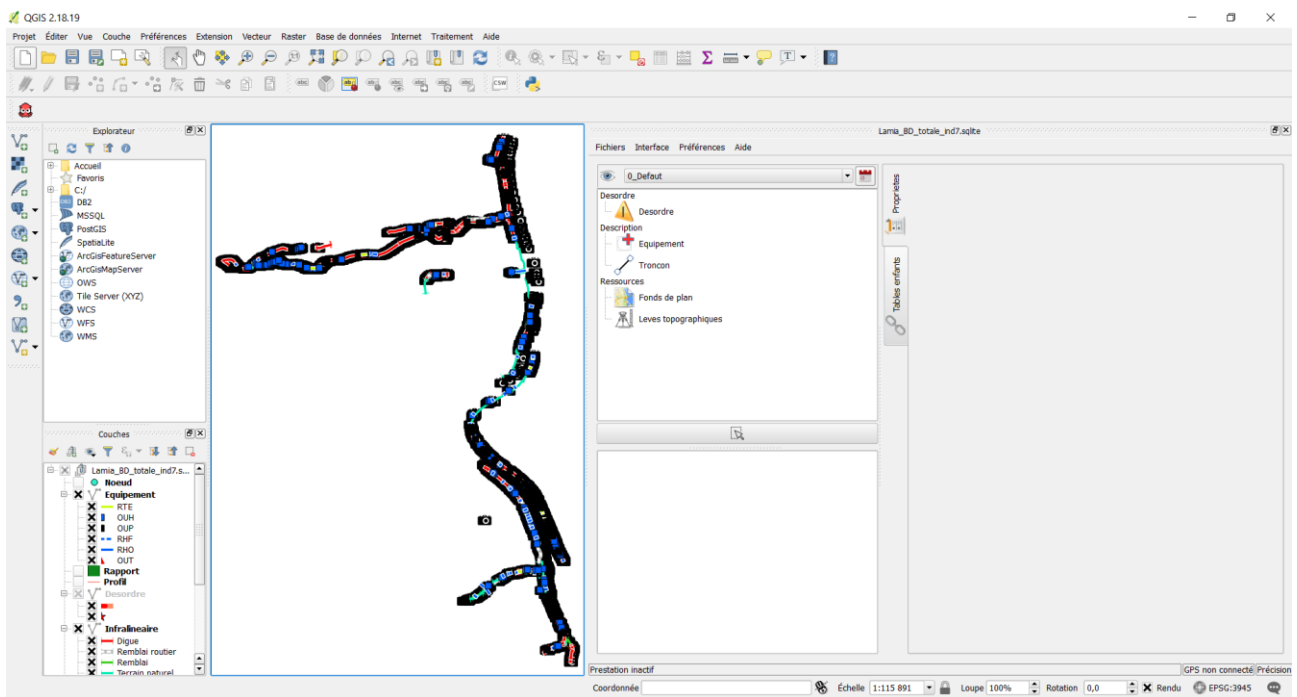 QGIS 2.18.19
Projet Éditer Vue Couche Préférences Extension Vecteur Raster Base de données Internet Traitement Aide
CSW
Explorateur
Accueil
Favoris
C:/
DB2
MSSQL
PostGIS
SpatiaLite
ArcGisFeatureServer
ArcGisMapServer
OWS
Tile Server (XYZ)
WCS
WFS
WMS
Couches
Lamia_BD_totale_ind7.s...
Noeud
Equipement
RTE
OUH
OUP
RHF
RHO
OUT
Rapport
Profil
Desordre
Infralineaire
Digue
Remblai routier
Remblai
Terrain naturel
Lamia_BD_totale_ind7.sqlite
Fichiers Interface Préférences Aide
0_Defaut
Desordre
Desordre
Description
Equipement
Troncon
Ressources
Fonds de plan
Leves topographiques
Proprietes
Tables enfants
Prestation inactif
GPS non connecté Précision
Coordonnée
Échelle 1:115 891
Loupe 100%
Rotation 0,0
Rendu
EPSG:3945